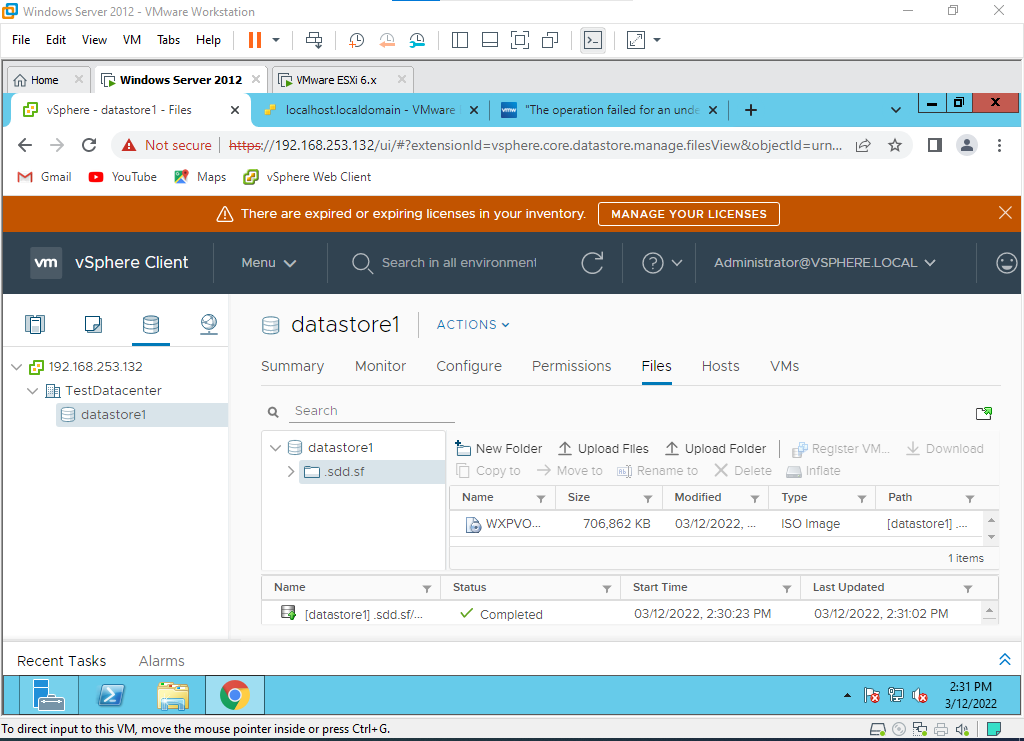 Windows Server 2012 - VMware Workstation
File Edit View VM Tabs Help
Home Windows Server 2012 VMware ESXi 6.x
vSphere - datastore1 - Files localhost.localdomain - VMware "The operation failed for an unde
Not secure https://192.168.253.132/ui/#?extensionId=vsphere.core.datastore.manage.filesView&objectId=urn...
Gmail YouTube Maps vSphere Web Client
There are expired or expiring licenses in your inventory. MANAGE YOUR LICENSES
vm vSphere Client Menu Search in all environment Administrator@VSPHERE.LOCAL
datastore1 ACTIONS
192.168.253.132
TestDatacenter
datastore1
Summary Monitor Configure Permissions Files Hosts VMs
Search
datastore1
.sdd.sf
New Folder Upload Files Upload Folder Register VM... Download
Copy to Move to Rename to Delete Inflate
Name Size Modified Type Path
WXPVO... 706,862 KB 03/12/2022, ... ISO Image [datastore1] ....
1 items
Name Status Start Time Last Updated
[datastore1] .sdd.sf/... Completed 03/12/2022, 2:30:23 PM 03/12/2022, 2:31:02 PM
Recent Tasks Alarms
2:31 PM
3/12/2022
To direct input to this VM, move the mouse pointer inside or press Ctrl+G.